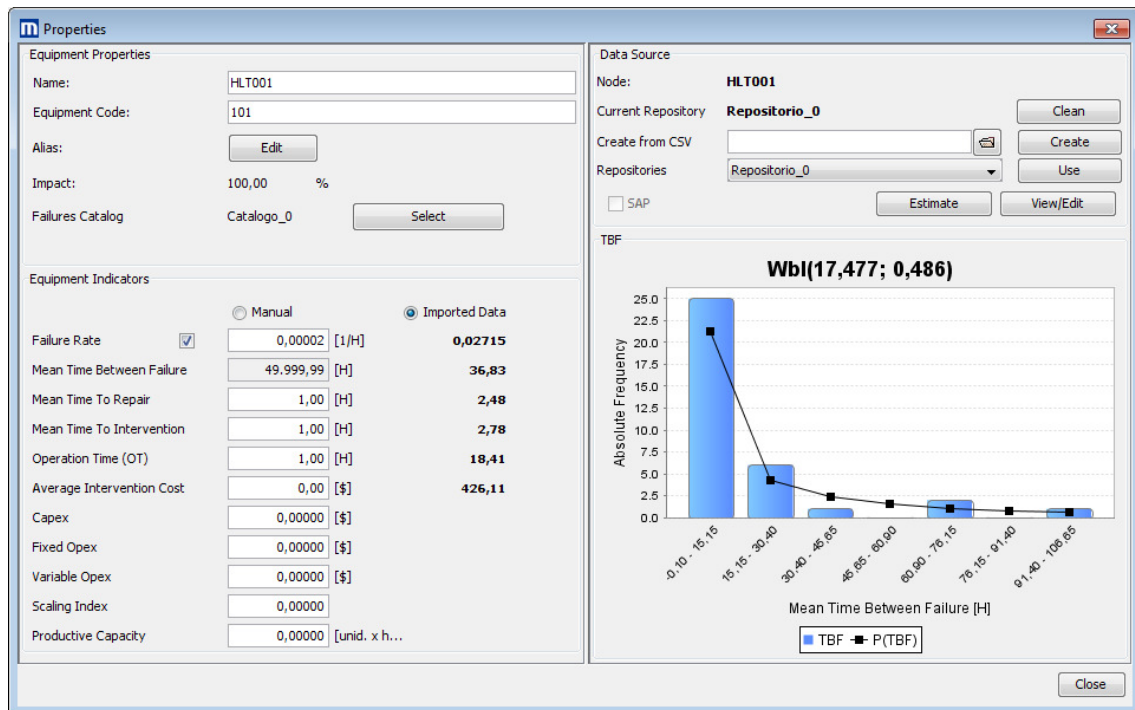 m Properties
Equipment Properties
Name: HLT001
Equipment Code: 101
Alias: Edit
Impact: 100,00 %
Failures Catalog Catalogo_0 Select
Equipment Indicators
Manual Imported Data
Failure Rate 0,00002 [1/H] 0,02715
Mean Time Between Failure 49.999,99 [H] 36,83
Mean Time To Repair 1,00 [H] 2,48
Mean Time To Intervention 1,00 [H] 2,78
Operation Time (OT) 1,00 [H] 18,41
Average Intervention Cost 0,00 [$] 426,11
Capex 0,00000 [$]
Fixed Opex 0,00000 [$]
Variable Opex 0,00000 [$]
Scaling Index 0,00000
Productive Capacity 0,00000 [unid. x h...
Data Source
Node: HLT001
Current Repository Repositorio_0 Clean
Create from CSV Create
Repositories Repositorio_0 Use
SAP Estimate View/Edit
TBF
Wbl(17,477; 0,486)
Absolute Frequency
25.0
22.5
20.0
17.5
15.0
12.5
10.0
7.5
5.0
2.5
0.0
-0,10 - 15,15
15,15 - 30,40
30,40 - 45,65
45,65 - 60,90
60,90 - 76,15
76,15 - 91,40
91,40 - 106,65
Mean Time Between Failure [H]
TBF P(TBF)
Close